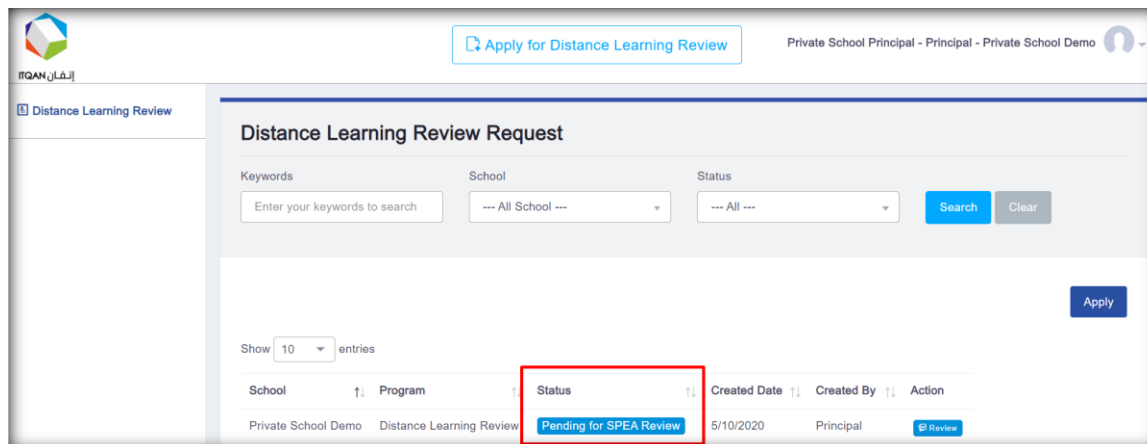 Apply for Distance Learning Review
Private School Principal - Principal - Private School Demo
ITQAN إتقان
Distance Learning Review
Distance Learning Review Request
Keywords School Status
Enter your keywords to search --- All School --- --- All --- Search Clear
Apply
Show 10 entries
School Program Status Created Date Created By Action
Private School Demo Distance Learning Review Pending for SPEA Review 5/10/2020 Principal Review